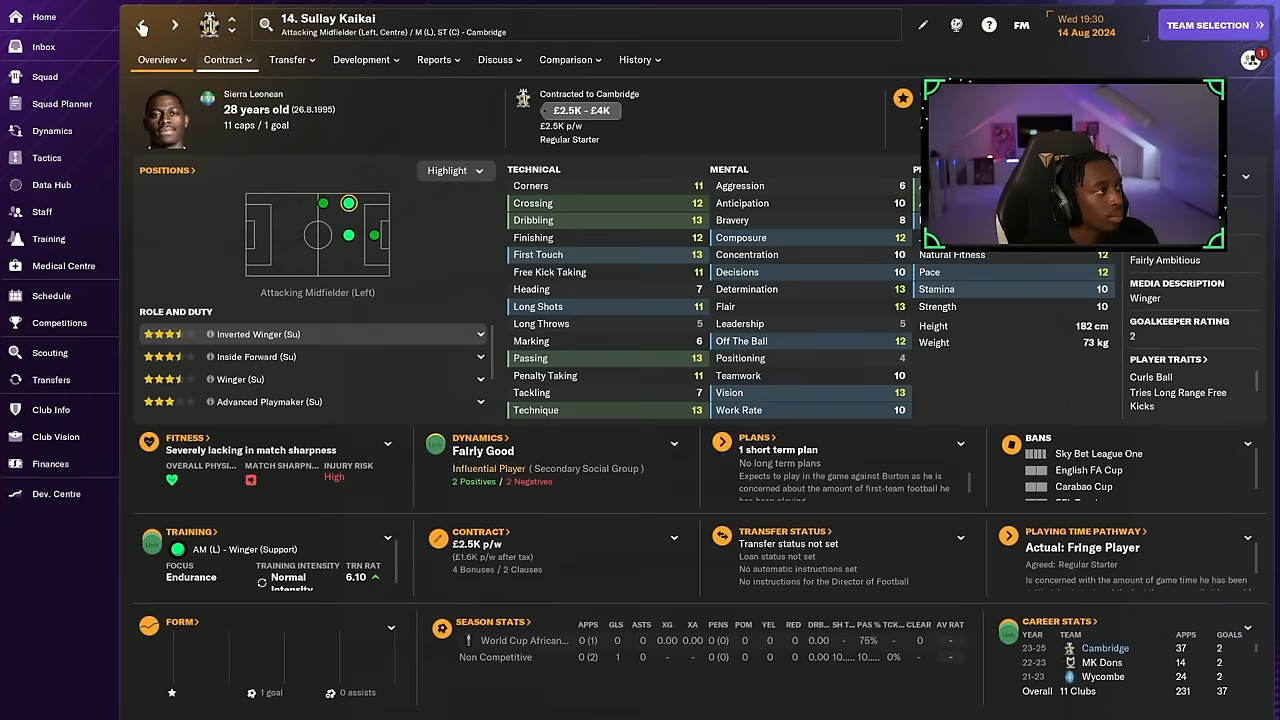 Home
Inbox
Squad
Squad Planner
Dynamics
Tactics
Data Hub
Staff
Training
Medical Centre
Schedule
Competitions
Scouting
Transfers
Club Info
Club Vision
Finances
Dev. Centre
14. Sullay Kaikai
Attacking Midfielder (Left, Centre) / M (L), ST (C) - Cambridge
FM
Wed 19:30
14 Aug 2024
TEAM SELECTION
Overview
Contract
Transfer
Development
Reports
Discuss
Comparison
History
1
Sierra Leonean
28 years old (26.8.1995)
11 caps / 1 goal
Contracted to Cambridge
£2.5K - £4K
£2.5K p/w
Regular Starter
POSITIONS
Highlight
Attacking Midfielder (Left)
ROLE AND DUTY
Inverted Winger (Su)
Inside Forward (Su)
Winger (Su)
Advanced Playmaker (Su)
TECHNICAL
Corners 11
Crossing 12
Dribbling 13
Finishing 12
First Touch 13
Free Kick Taking 11
Heading 7
Long Shots 11
Long Throws 5
Marking 6
Passing 13
Penalty Taking 11
Tackling 7
Technique 13
MENTAL
Aggression 6
Anticipation 10
Bravery 8
Composure 12
Concentration 10
Decisions 10
Determination 13
Flair 13
Leadership 5
Off The Ball 12
Positioning 4
Teamwork 10
Vision 13
Work Rate 10
Natural Fitness 12
Pace 12
Stamina 10
Strength 10
Height 182 cm
Weight 73 kg
Fairly Ambitious
MEDIA DESCRIPTION
Winger
GOALKEEPER RATING
2
PLAYER TRAITS
Curls Ball
Tries Long Range Free
Kicks
FITNESS
Severely lacking in match sharpness
OVERALL PHYSI... MATCH SHARPN... INJURY RISK
High
DYNAMICS
Fairly Good
Influential Player ( Secondary Social Group )
2 Positives / 2 Negatives
PLANS
1 short term plan
No long term plans
Expects to play in the game against Burton as he is
concerned about the amount of first-team football he
has been playing
BANS
Sky Bet League One
English FA Cup
Carabao Cup
TRAINING
AM (L) - Winger (Support)
FOCUS TRAINING INTENSITY TRN RAT
Endurance Normal Intensity 6.10
CONTRACT
£2.5K p/w
(£1.6K p/w after tax)
4 Bonuses / 2 Clauses
TRANSFER STATUS
Transfer status not set
Loan status not set
No automatic instructions set
No instructions for the Director of Football
PLAYING TIME PATHWAY
Actual: Fringe Player
Agreed: Regular Starter
Is concerned with the amount of game time he has been
FORM
1 goal
0 assists
SEASON STATS APPS GLS ASTS XG XA PENS POM YEL RED DRB... SH T... PAS % TCK... CLEAR AV RAT
World Cup African... 0 (1) 0 0 0.00 0.00 0 (0) 0 0 0 0.00 - 75% - 0 -
Non Competitive 0 (2) 1 0 - - 0 (0) 0 0 0 0.00 10..... 10..... 0% - -
CAREER STATS
YEAR TEAM APPS GOALS
23-25 Cambridge 37 2
22-23 MK Dons 14 2
21-23 Wycombe 24 2
Overall 11 Clubs 231 37